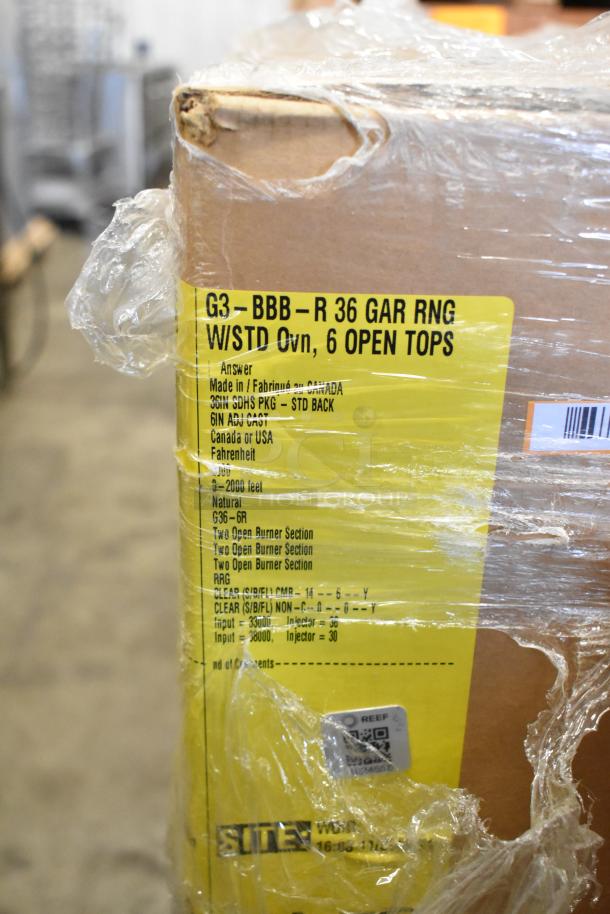 G3-BBB-R 36 GAR RNG
W/STD Ovn, 6 OPEN TOPS
Answer
Made in / Fabriqué au CANADA
36IN SDHS PKG - STD BACK
6IN ADJ CAST
Canada or USA
Fahrenheit
0-2000 feet
Natural
G36-6R
Two Open Burner Section
Two Open Burner Section
Two Open Burner Section
RRG
CLEAR (S/B/FL) CMB- 14 -- 6 -- Y
CLEAR (S/B/FL) NON-C- 0 -- 0 -- Y
Input = 33000, Injector = 36
Input = 38000, Injector = 30
REEF
SITE: